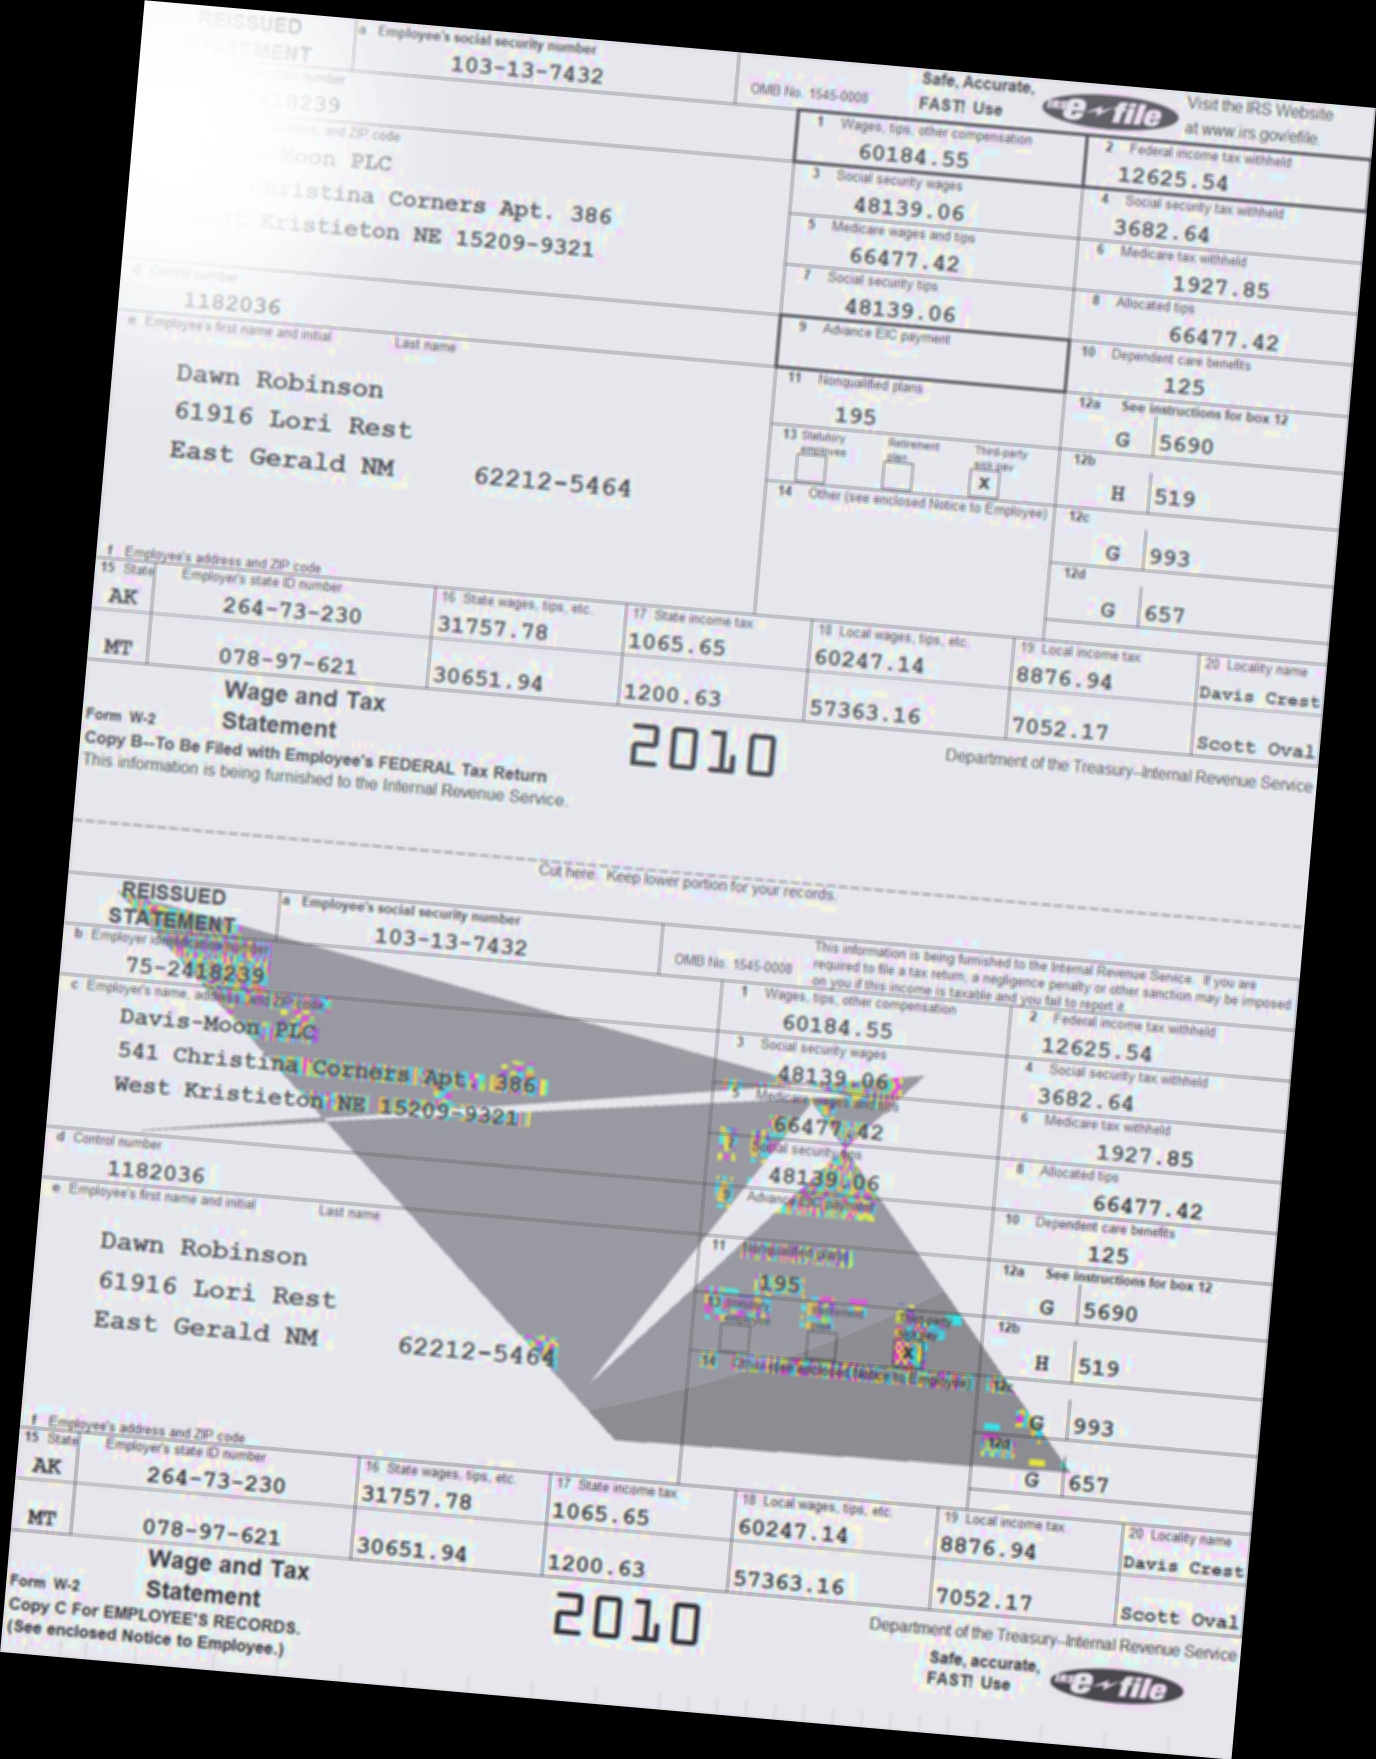 REISSUED
STATEMENT
a Employee's social security number
103-13-7432
OMB No. 1545-0008
Safe, Accurate,
FAST! Use
IRS e-file
Visit the IRS Website
at www.irs.gov/efile.
number
418239
and ZIP code
Moon PLC
Christina Corners Apt. 386
Kristieton NE 15209-9321
d Control number
1182036
1 Wages, tips, other compensation
60184.55
2 Federal income tax withheld
12625.54
3 Social security wages
48139.06
4 Social security tax withheld
3682.64
5 Medicare wages and tips
66477.42
6 Medicare tax withheld
1927.85
7 Social security tips
48139.06
8 Allocated tips
66477.42
9 Advance EIC payment
10 Dependent care benefits
125
e Employee's first name and initial Last name
Dawn Robinson
61916 Lori Rest
East Gerald NM 62212-5464
11 Nonqualified plans
195
12a See instructions for box 12
G 5690
13 Statutory employee Retirement plan Third-party sick pay
X
12b
H 519
14 Other (see enclosed Notice to Employee)
12c
G 993
12d
G 657
f Employee's address and ZIP code
15 State Employer's state ID number 16 State wages, tips, etc. 17 State income tax 18 Local wages, tips, etc. 19 Local income tax 20 Locality name
AK 264-73-230 31757.78 1065.65 60247.14 8876.94 Davis Crest
MT 078-97-621 30651.94 1200.63 57363.16 7052.17 Scott Oval
Form W-2
Wage and Tax
Statement
2010
Department of the Treasury--Internal Revenue Service
Copy B--To Be Filed with Employee's FEDERAL Tax Return
This information is being furnished to the Internal Revenue Service.
Cut here. Keep lower portion for your records.
REISSUED
STATEMENT
a Employee's social security number
103-13-7432
OMB No. 1545-0008
This information is being furnished to the Internal Revenue Service. If you are
required to file a tax return, a negligence penalty or other sanction may be imposed
on you if this income is taxable and you fail to report it.
b Employer identification number
75-2418239
c Employer's name, address, and ZIP code
Davis-Moon PLC
541 Christina Corners Apt. 386
West Kristieton NE 15209-9321
d Control number
1182036
1 Wages, tips, other compensation
60184.55
2 Federal income tax withheld
12625.54
3 Social security wages
48139.06
4 Social security tax withheld
3682.64
5 Medicare wages and tips
66477.42
6 Medicare tax withheld
1927.85
7 Social security tips
48139.06
8 Allocated tips
66477.42
9 Advance EIC payment
10 Dependent care benefits
125
e Employee's first name and initial Last name
Dawn Robinson
61916 Lori Rest
East Gerald NM 62212-5464
11 Nonqualified plans
195
12a See instructions for box 12
G 5690
13 Statutory employee Retirement plan Third-party sick pay
X
12b
H 519
14 Other (see enclosed Notice to Employee)
12c
G 993
12d
G 657
f Employee's address and ZIP code
15 State Employer's state ID number 16 State wages, tips, etc. 17 State income tax 18 Local wages, tips, etc. 19 Local income tax 20 Locality name
AK 264-73-230 31757.78 1065.65 60247.14 8876.94 Davis Crest
MT 078-97-621 30651.94 1200.63 57363.16 7052.17 Scott Oval
Form W-2
Wage and Tax
Statement
2010
Department of the Treasury--Internal Revenue Service
Copy C For EMPLOYEE'S RECORDS.
(See enclosed Notice to Employee.)
Safe, accurate,
FAST! Use
IRS e-file